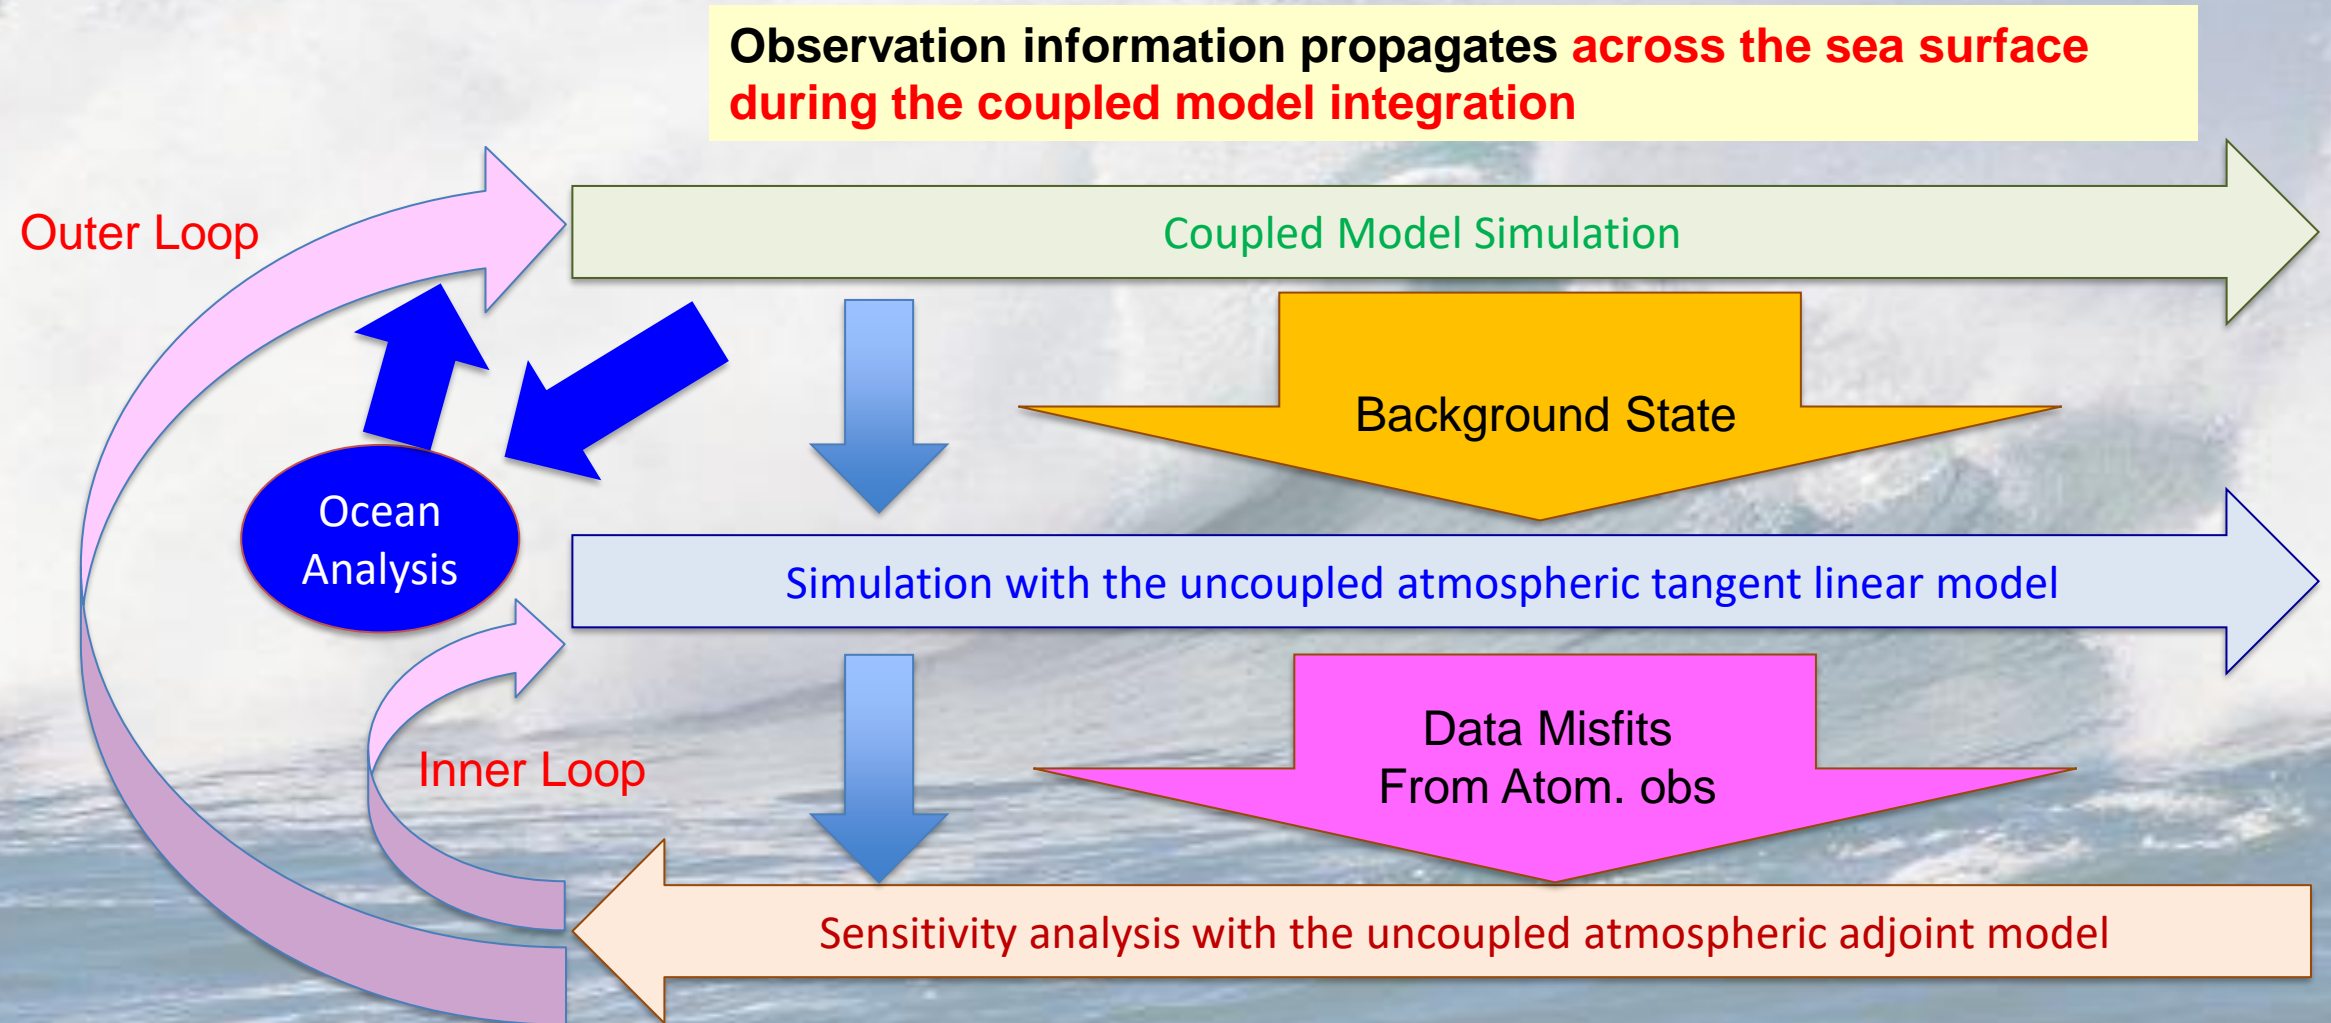 Observation information propagates across the sea surface
during the coupled model integration
Outer Loop
Coupled Model Simulation
Background State
Ocean
Analysis
Simulation with the uncoupled atmospheric tangent linear model
Inner Loop
Data Misfits
From Atom. obs
Sensitivity analysis with the uncoupled atmospheric adjoint model